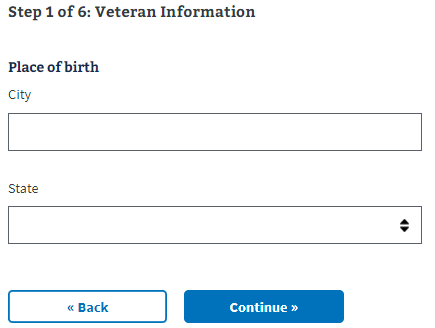 Step 1 of 6: Veteran Information
Place of birth
City
State
« Back
Continue »